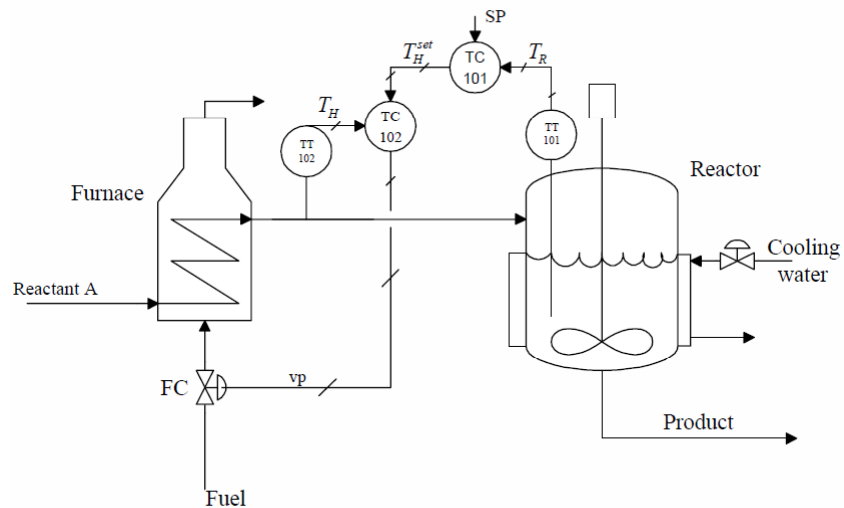 SP
T_H^set
TC
101
T_R
T_H
TC
102
TT
102
TT
101
Furnace
Reactor
Cooling
water
Reactant A
FC
vp
Product
Fuel